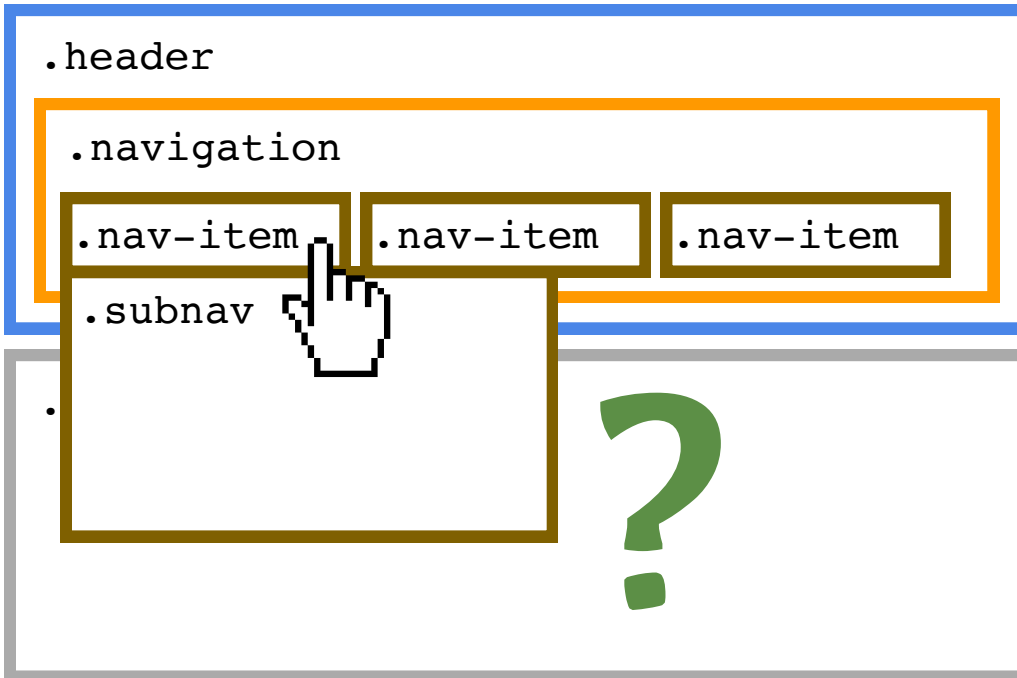 .header
.navigation
.nav-item .nav-item .nav-item
.subnav
.
?